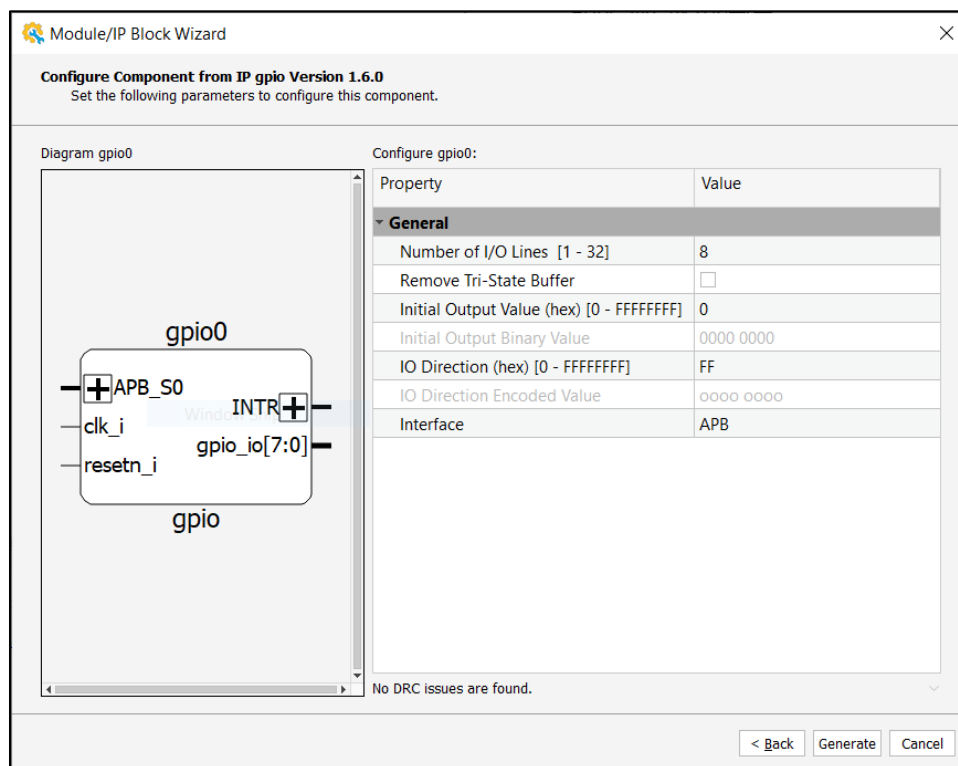 Module/IP Block Wizard
Configure Component from IP gpio Version 1.6.0
Set the following parameters to configure this component.
Diagram gpio0
gpio0
APB_S0
INTR
clk_i
gpio_io[7:0]
resetn_i
gpio
Configure gpio0:
Property Value
General
Number of I/O Lines [1 - 32] 8
Remove Tri-State Buffer
Initial Output Value (hex) [0 - FFFFFFFF] 0
Initial Output Binary Value 0000 0000
IO Direction (hex) [0 - FFFFFFFF] FF
IO Direction Encoded Value oooo oooo
Interface APB
No DRC issues are found.
< Back Generate Cancel